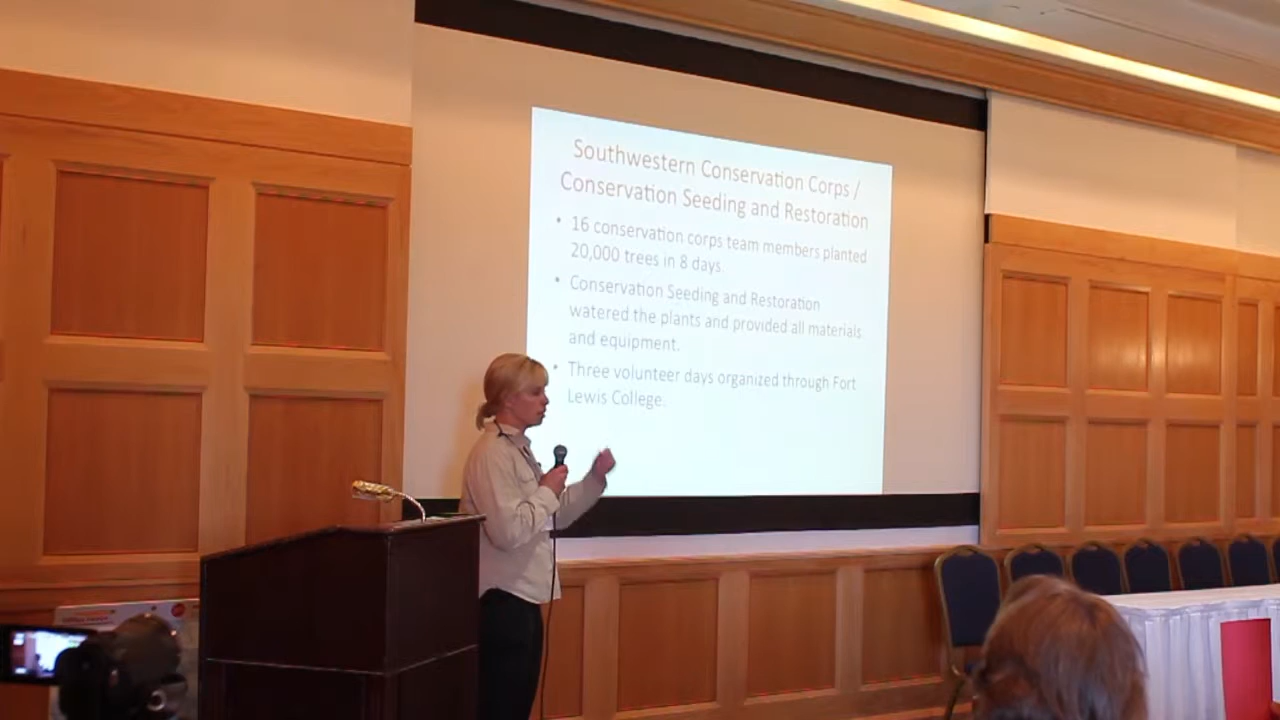 Southwestern Conservation Corps /
Conservation Seeding and Restoration
• 16 conservation corps team members planted
20,000 trees in 8 days.
• Conservation Seeding and Restoration
watered the plants and provided all materials
and equipment.
• Three volunteer days organized through Fort
Lewis College.